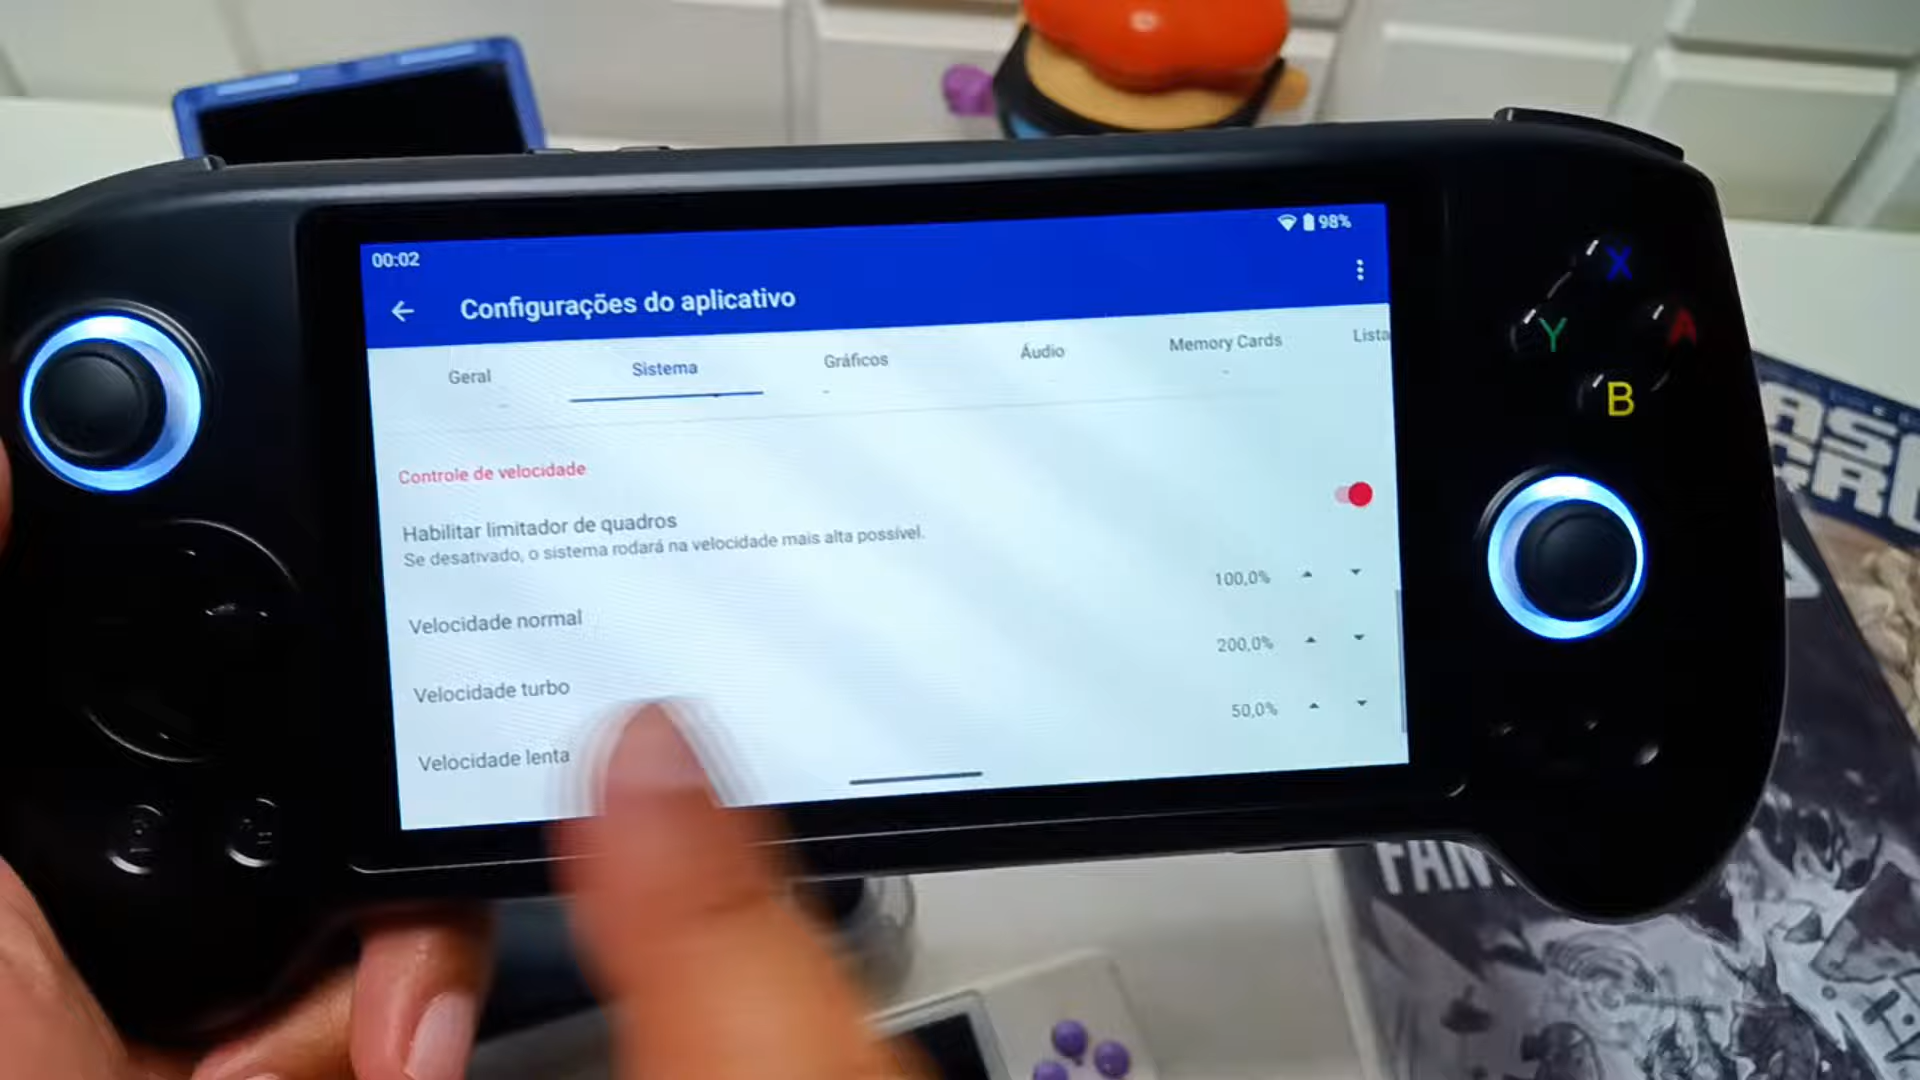 00:02
98%
Configurações do aplicativo
Geral
Sistema
Gráficos
Áudio
Memory Cards
Lista
Controle de velocidade
Habilitar limitador de quadros
Se desativado, o sistema rodará na velocidade mais alta possível.
Velocidade normal
100,0%
Velocidade turbo
200,0%
Velocidade lenta
50,0%
X
Y
A
B